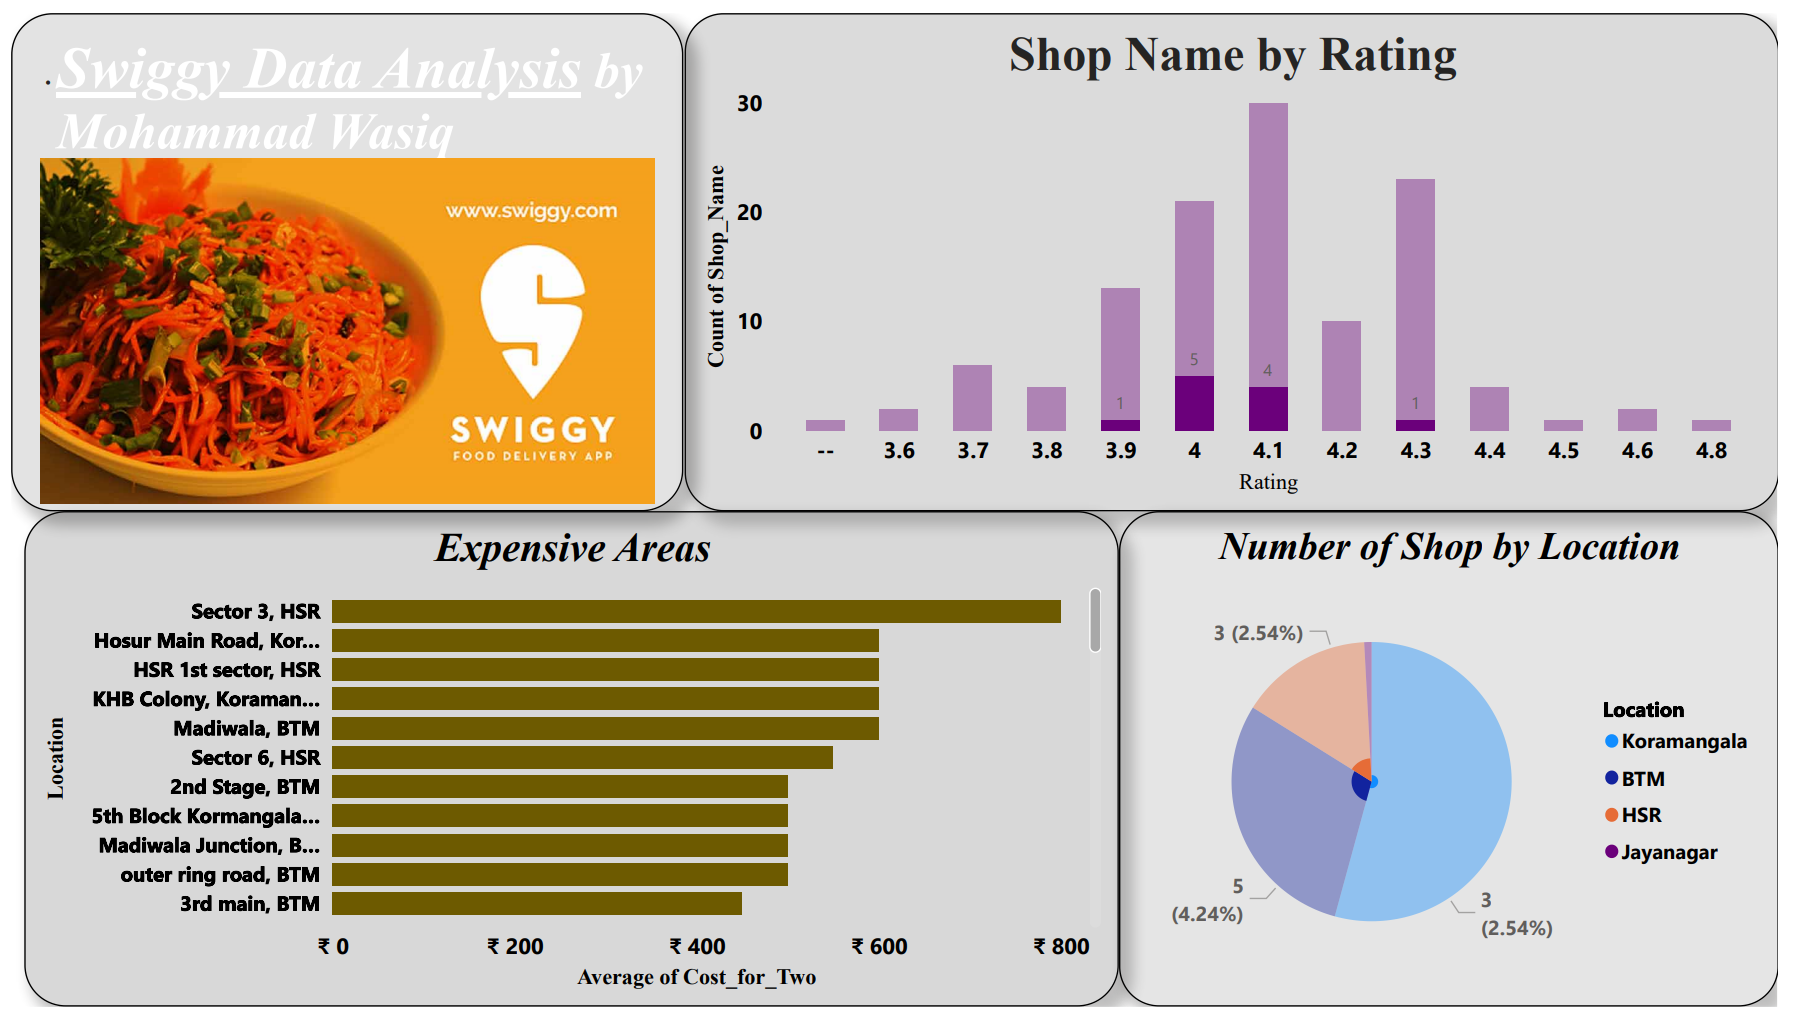 . Swiggy Data Analysis by
Mohammad Wasiq
www.swiggy.com
SWIGGY
FOOD DELIVERY APP
Shop Name by Rating
Count of Shop_Name
30
20
10
0
1
5
4
1
-- 3.6 3.7 3.8 3.9 4 4.1 4.2 4.3 4.4 4.5 4.6 4.8
Rating
Expensive Areas
Location
Sector 3, HSR
Hosur Main Road, Kor...
HSR 1st sector, HSR
KHB Colony, Koraman...
Madiwala, BTM
Sector 6, HSR
2nd Stage, BTM
5th Block Kormangala...
Madiwala Junction, B...
outer ring road, BTM
3rd main, BTM
₹ 0 ₹ 200 ₹ 400 ₹ 600 ₹ 800
Average of Cost_for_Two
Number of Shop by Location
3 (2.54%)
5
(4.24%)
3
(2.54%)
Location
Koramangala
BTM
HSR
Jayanagar